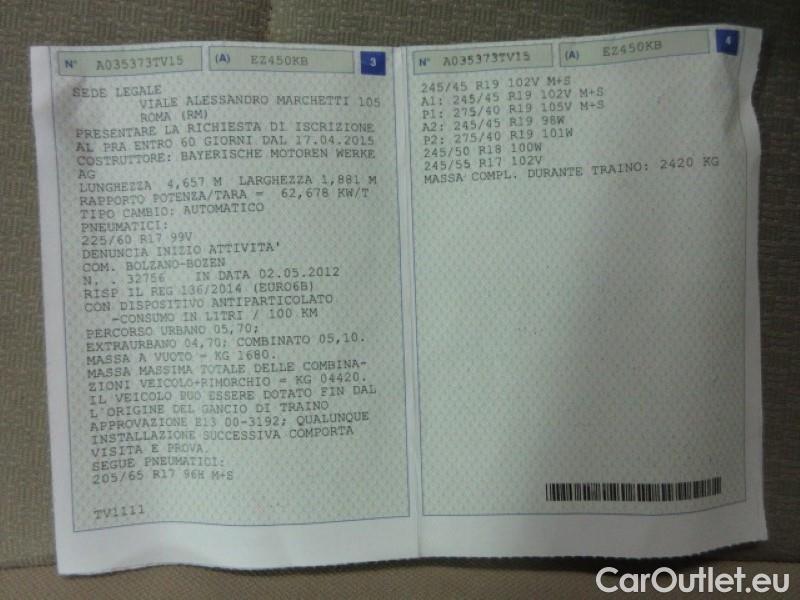 N° A035373TV15 (A) EZ450KB 3
SEDE LEGALE
VIALE ALESSANDRO MARCHETTI 105
ROMA (RM)
PRESENTARE LA RICHIESTA DI ISCRIZIONE
AL PRA ENTRO 60 GIORNI DAL 17.04.2015
COSTRUTTORE: BAYERISCHE MOTOREN WERKE
AG
LUNGHEZZA 4,657 M LARGHEZZA 1,881 M
RAPPORTO POTENZA/TARA = 62,678 KW/T
TIPO CAMBIO: AUTOMATICO
PNEUMATICI:
225/60 R17 99V
DENUNCIA INIZIO ATTIVITA'
COM. BOLZANO-BOZEN
N. . 32756 IN DATA 02.05.2012
RISP IL REG 136/2014 (EURO6B)
CON DISPOSITIVO ANTIPARTICOLATO
-CONSUMO IN LITRI / 100 KM
PERCORSO URBANO 05,70;
EXTRAURBANO 04,70; COMBINATO 05,10.
MASSA A VUOTO = KG 1680.
MASSA MASSIMA TOTALE DELLE COMBINA-
ZIONI VEICOLO+RIMORCHIO = KG 04420.
IL VEICOLO PUO ESSERE DOTATO FIN DAL
L'ORIGINE DEL GANCIO DI TRAINO
APPROVAZIONE E13 00-3192; QUALUNQUE
INSTALLAZIONE SUCCESSIVA COMPORTA
VISITA E PROVA.
SEGUE PNEUMATICI:
205/65 R17 96H M+S
TV1111
N° A035373TV15 (A) EZ450KB 4
245/45 R19 102V M+S
A1: 245/45 R19 102V M+S
P1: 275/40 R19 105V M+S
A2: 245/45 R19 98W
P2: 275/40 R19 101W
245/50 R18 100W
245/55 R17 102V
MASSA COMPL. DURANTE TRAINO: 2420 KG
CarOutlet.eu